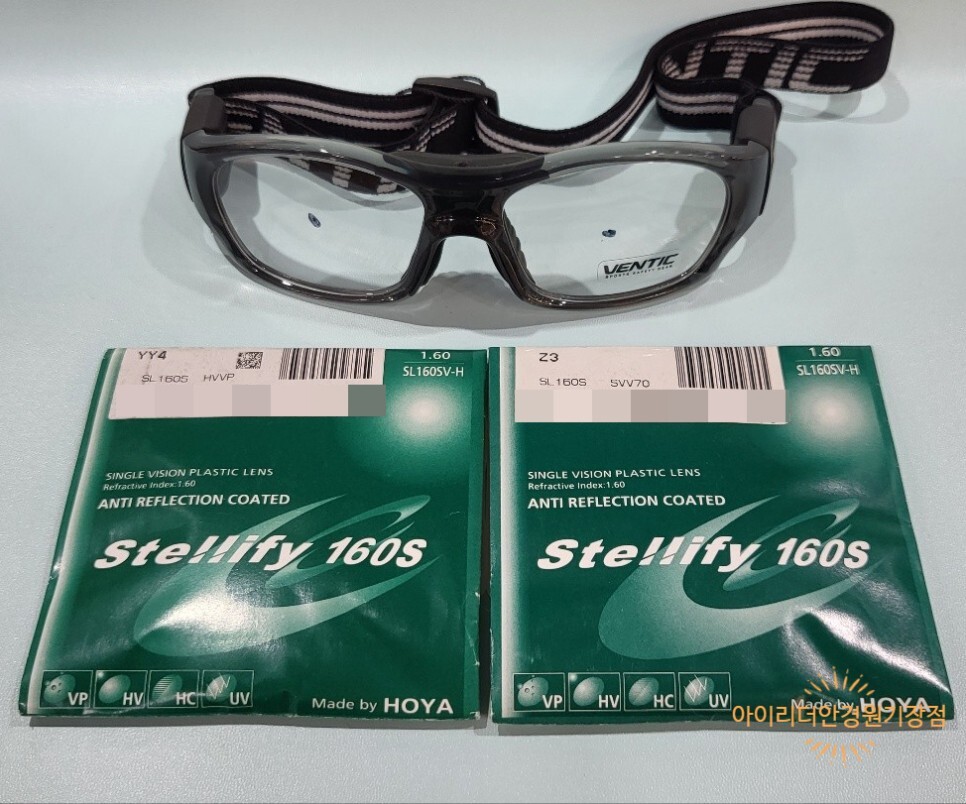 NTIC
VENTIC
SPORTS SAFETY GEAR
YY4
SL160S HVVP
1.60
SL160SV-H
SINGLE VISION PLASTIC LENS
Refractive Index:1.60
ANTI REFLECTION COATED
Stellify 160S
VP HV HC UV
Made by HOYA
Z3
SL160S SVV70
1.60
SL160SV-H
SINGLE VISION PLASTIC LENS
Refractive Index:1.60
ANTI REFLECTION COATED
Stellify 160S
VP HV HC UV
Made by HOYA
아이리더안경원기장점